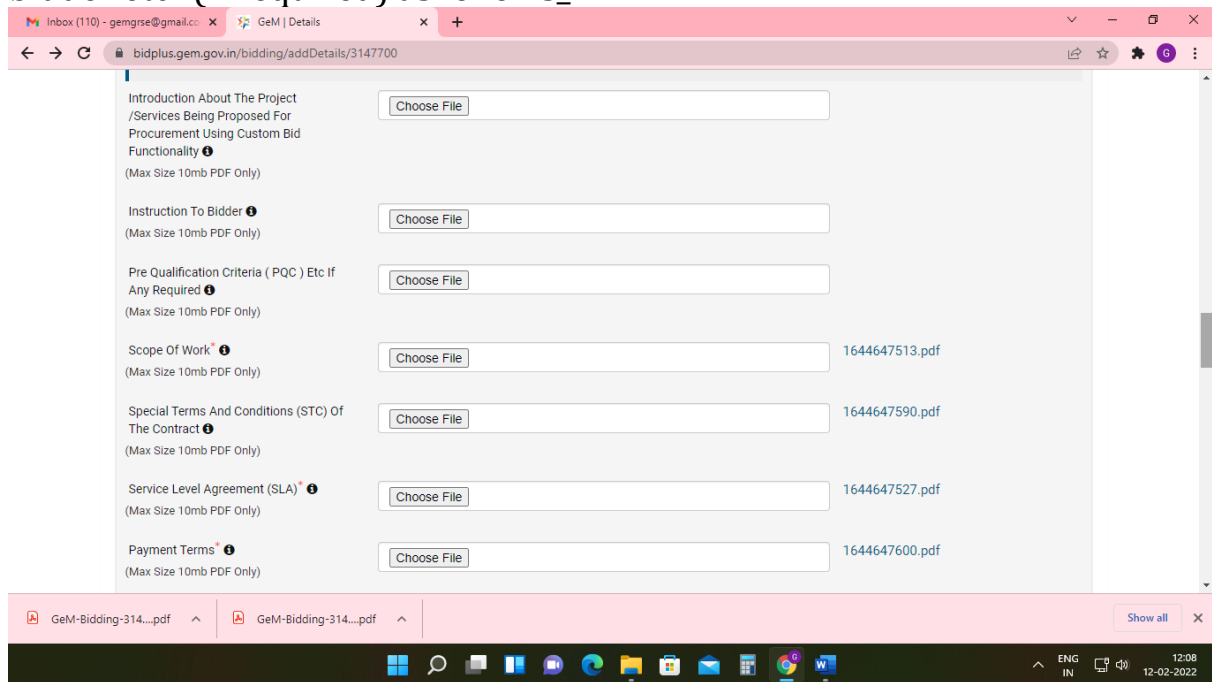 Inbox (110) - gemgrse@gmail.co
GeM | Details
bidplus.gem.gov.in/bidding/addDetails/3147700
G
Introduction About The Project
/Services Being Proposed For
Procurement Using Custom Bid
Functionality
(Max Size 10mb PDF Only)
Choose File
Instruction To Bidder
(Max Size 10mb PDF Only)
Choose File
Pre Qualification Criteria ( PQC ) Etc If
Any Required
(Max Size 10mb PDF Only)
Choose File
Scope Of Work*
(Max Size 10mb PDF Only)
Choose File
1644647513.pdf
Special Terms And Conditions (STC) Of
The Contract
(Max Size 10mb PDF Only)
Choose File
1644647590.pdf
Service Level Agreement (SLA)*
(Max Size 10mb PDF Only)
Choose File
1644647527.pdf
Payment Terms*
(Max Size 10mb PDF Only)
Choose File
1644647600.pdf
GeM-Bidding-314....pdf
GeM-Bidding-314....pdf
Show all
ENG
IN
12:08
12-02-2022